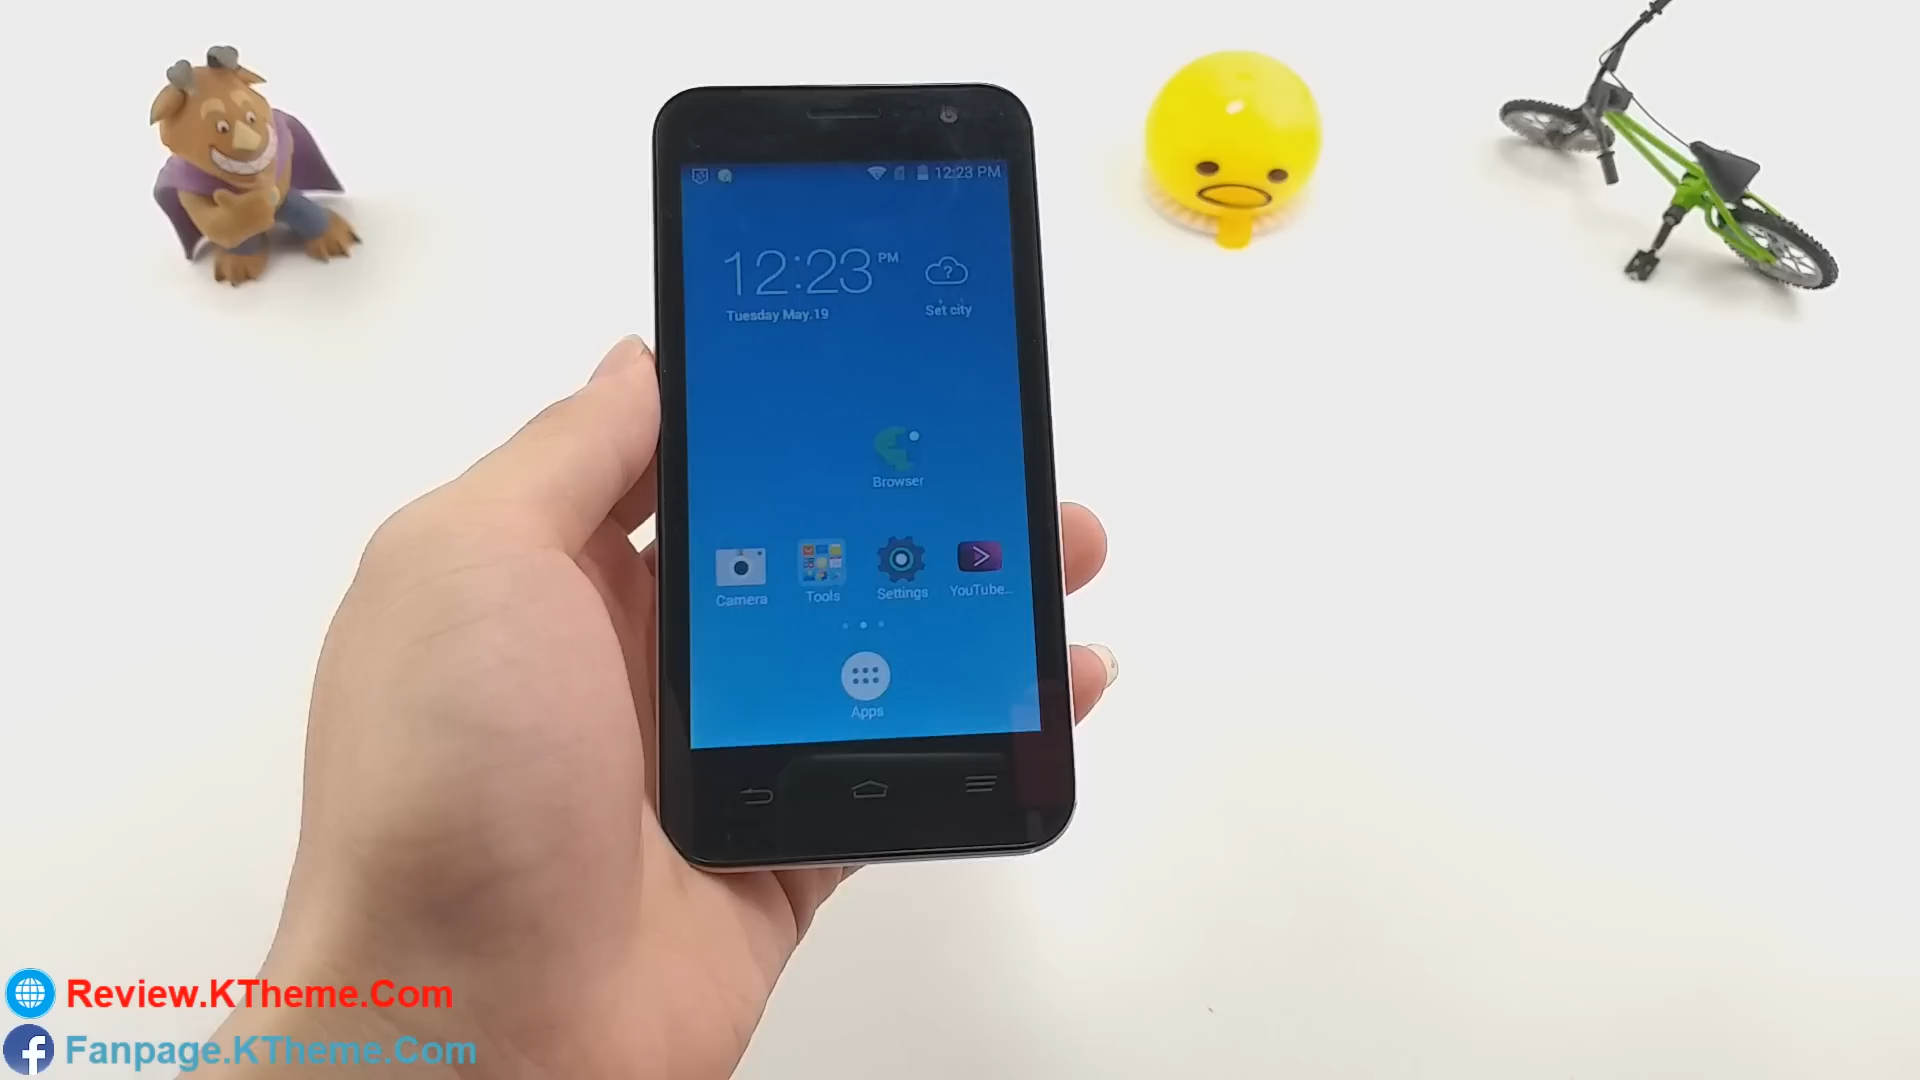 12:23 PM
12:23 PM
Tuesday May.19
Set city
Browser
Camera
Tools
Settings
YouTube...
Apps
Review.KTheme.Com
Fanpage.KTheme.Com